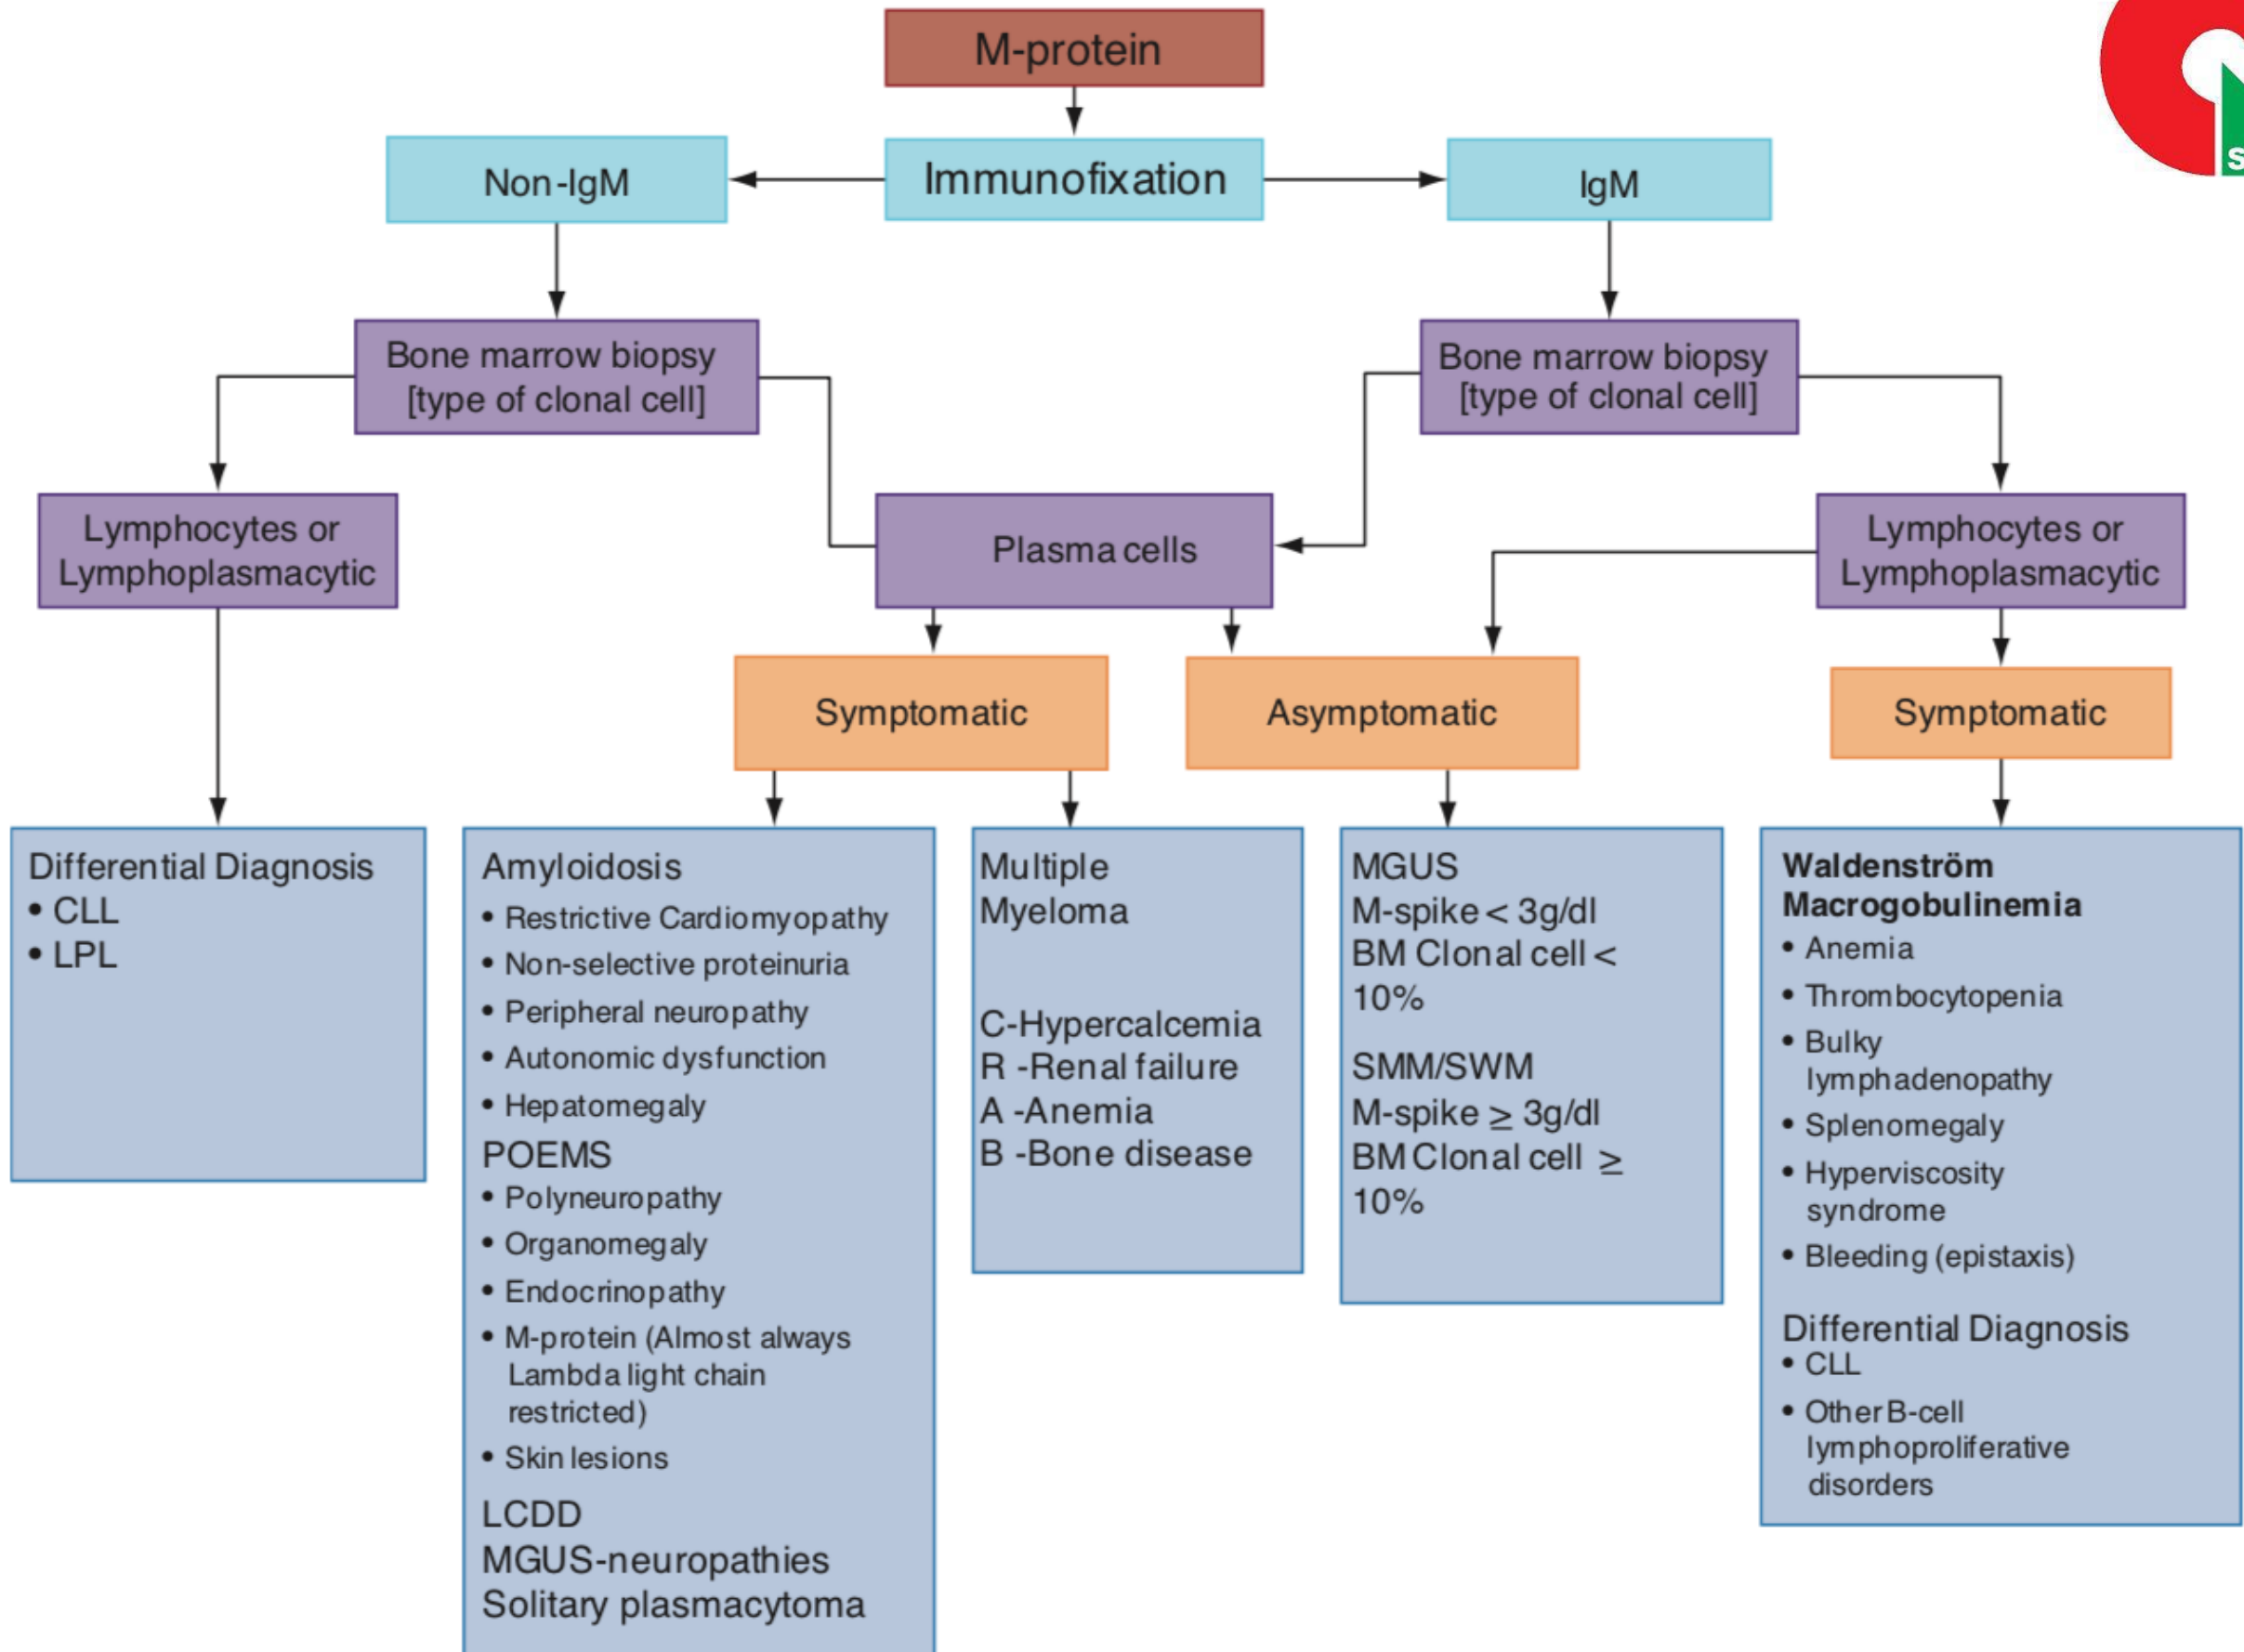 M-protein
Non-IgM
Immunofixation
IgM
Bone marrow biopsy
[type of clonal cell]
Bone marrow biopsy
[type of clonal cell]
Lymphocytes or
Lymphoplasmacytic
Plasma cells
Lymphocytes or
Lymphoplasmacytic
Symptomatic
Asymptomatic
Symptomatic
Differential Diagnosis
• CLL
• LPL
Amyloidosis
• Restrictive Cardiomyopathy
• Non-selective proteinuria
• Peripheral neuropathy
• Autonomic dysfunction
• Hepatomegaly
POEMS
• Polyneuropathy
• Organomegaly
• Endocrinopathy
• M-protein (Almost always
Lambda light chain
restricted)
• Skin lesions
LCDD
MGUS-neuropathies
Solitary plasmacytoma
Multiple
Myeloma
C-Hypercalcemia
R -Renal failure
A -Anemia
B -Bone disease
MGUS
M-spike < 3g/dl
BM Clonal cell <
10%
SMM/SWM
M-spike ≥ 3g/dl
BM Clonal cell ≥
10%
Waldenström
Macrogobulinemia
• Anemia
• Thrombocytopenia
• Bulky
lymphadenopathy
• Splenomegaly
• Hyperviscosity
syndrome
• Bleeding (epistaxis)
Differential Diagnosis
• CLL
• Other B-cell
lymphoproliferative
disorders